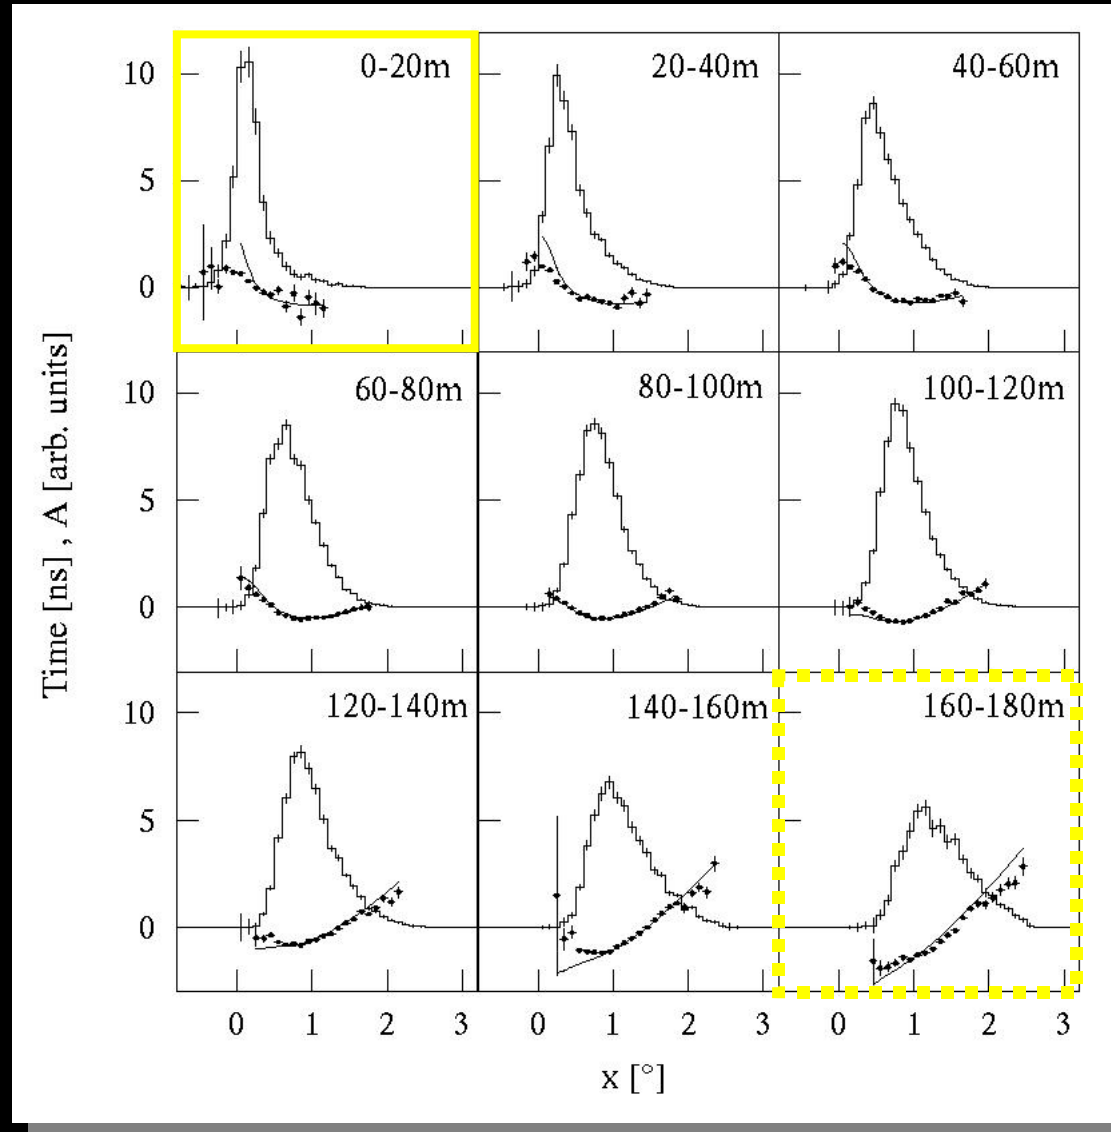 10 0-20m 20-40m 40-60m
5
0
10 60-80m 80-100m 100-120m
5
0
10 120-140m 140-160m 160-180m
5
0
0 1 2 3 0 1 2 3 0 1 2 3
x [°]
Time [ns] , A [arb. units]